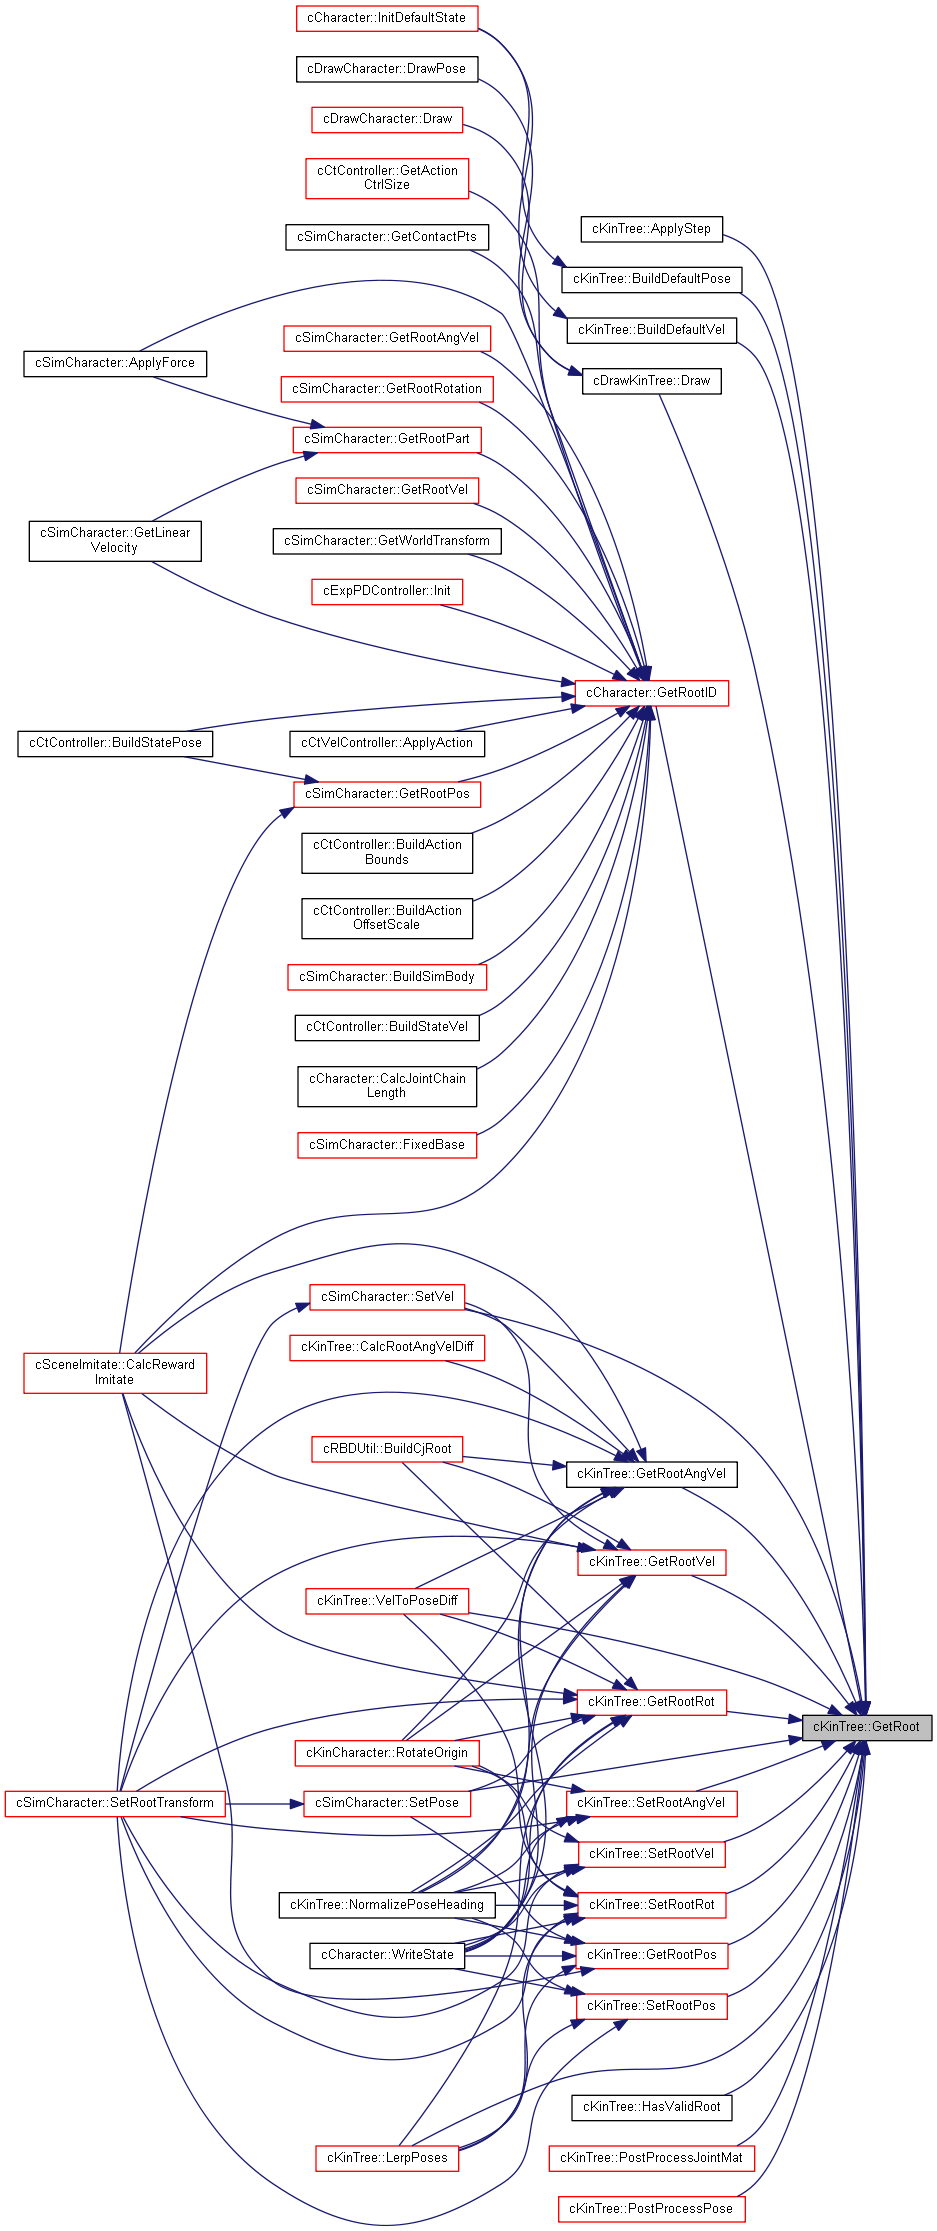 cCharacter::InitDefaultState
cDrawCharacter::DrawPose
cDrawCharacter::Draw
cCtController::GetAction
CtrlSize
cKinTree::ApplyStep
cSimCharacter::GetContactPts
cKinTree::BuildDefaultPose
cKinTree::BuildDefaultVel
cSimCharacter::GetRootAngVel
cSimCharacter::ApplyForce
cDrawKinTree::Draw
cSimCharacter::GetRootRotation
cSimCharacter::GetRootPart
cSimCharacter::GetRootVel
cSimCharacter::GetLinear
Velocity
cSimCharacter::GetWorldTransform
cExpPDController::Init
cCharacter::GetRootID
cCtController::BuildStatePose
cCtVelController::ApplyAction
cSimCharacter::GetRootPos
cCtController::BuildAction
Bounds
cCtController::BuildAction
OffsetScale
cSimCharacter::BuildSimBody
cCtController::BuildStateVel
cCharacter::CalcJointChain
Length
cSimCharacter::FixedBase
cSimCharacter::SetVel
cKinTree::CalcRootAngVelDiff
cSceneImitate::CalcReward
Imitate
cRBDUtil::BuildCjRoot
cKinTree::GetRootAngVel
cKinTree::GetRootVel
cKinTree::VelToPoseDiff
cKinTree::GetRootRot
cKinTree::GetRoot
cKinCharacter::RotateOrigin
cSimCharacter::SetRootTransform
cSimCharacter::SetPose
cKinTree::SetRootAngVel
cKinTree::SetRootVel
cKinTree::NormalizePoseHeading
cKinTree::SetRootRot
cCharacter::WriteState
cKinTree::GetRootPos
cKinTree::SetRootPos
cKinTree::HasValidRoot
cKinTree::LerpPoses
cKinTree::PostProcessJointMat
cKinTree::PostProcessPose